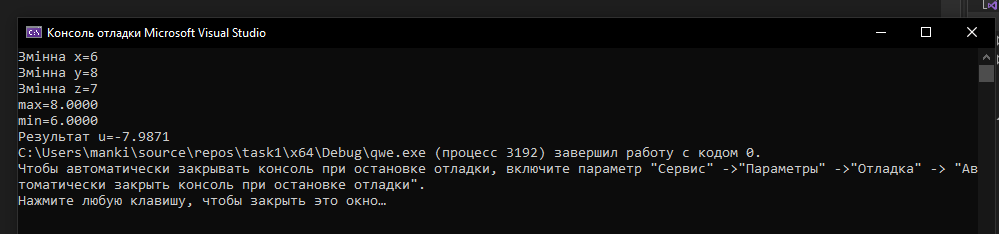 Консоль отладки Microsoft Visual Studio
Змінна x=6
Змінна y=8
Змінна z=7
max=8.0000
min=6.0000
Результат u=-7.9871
C:\Users\manki\source\repos\task1\x64\Debug\qwe.exe (процесс 3192) завершил работу с кодом 0.
Чтобы автоматически закрывать консоль при остановке отладки, включите параметр "Сервис" ->"Параметры" ->"Отладка" -> "Ав
томатически закрыть консоль при остановке отладки".
Нажмите любую клавишу, чтобы закрыть это окно…